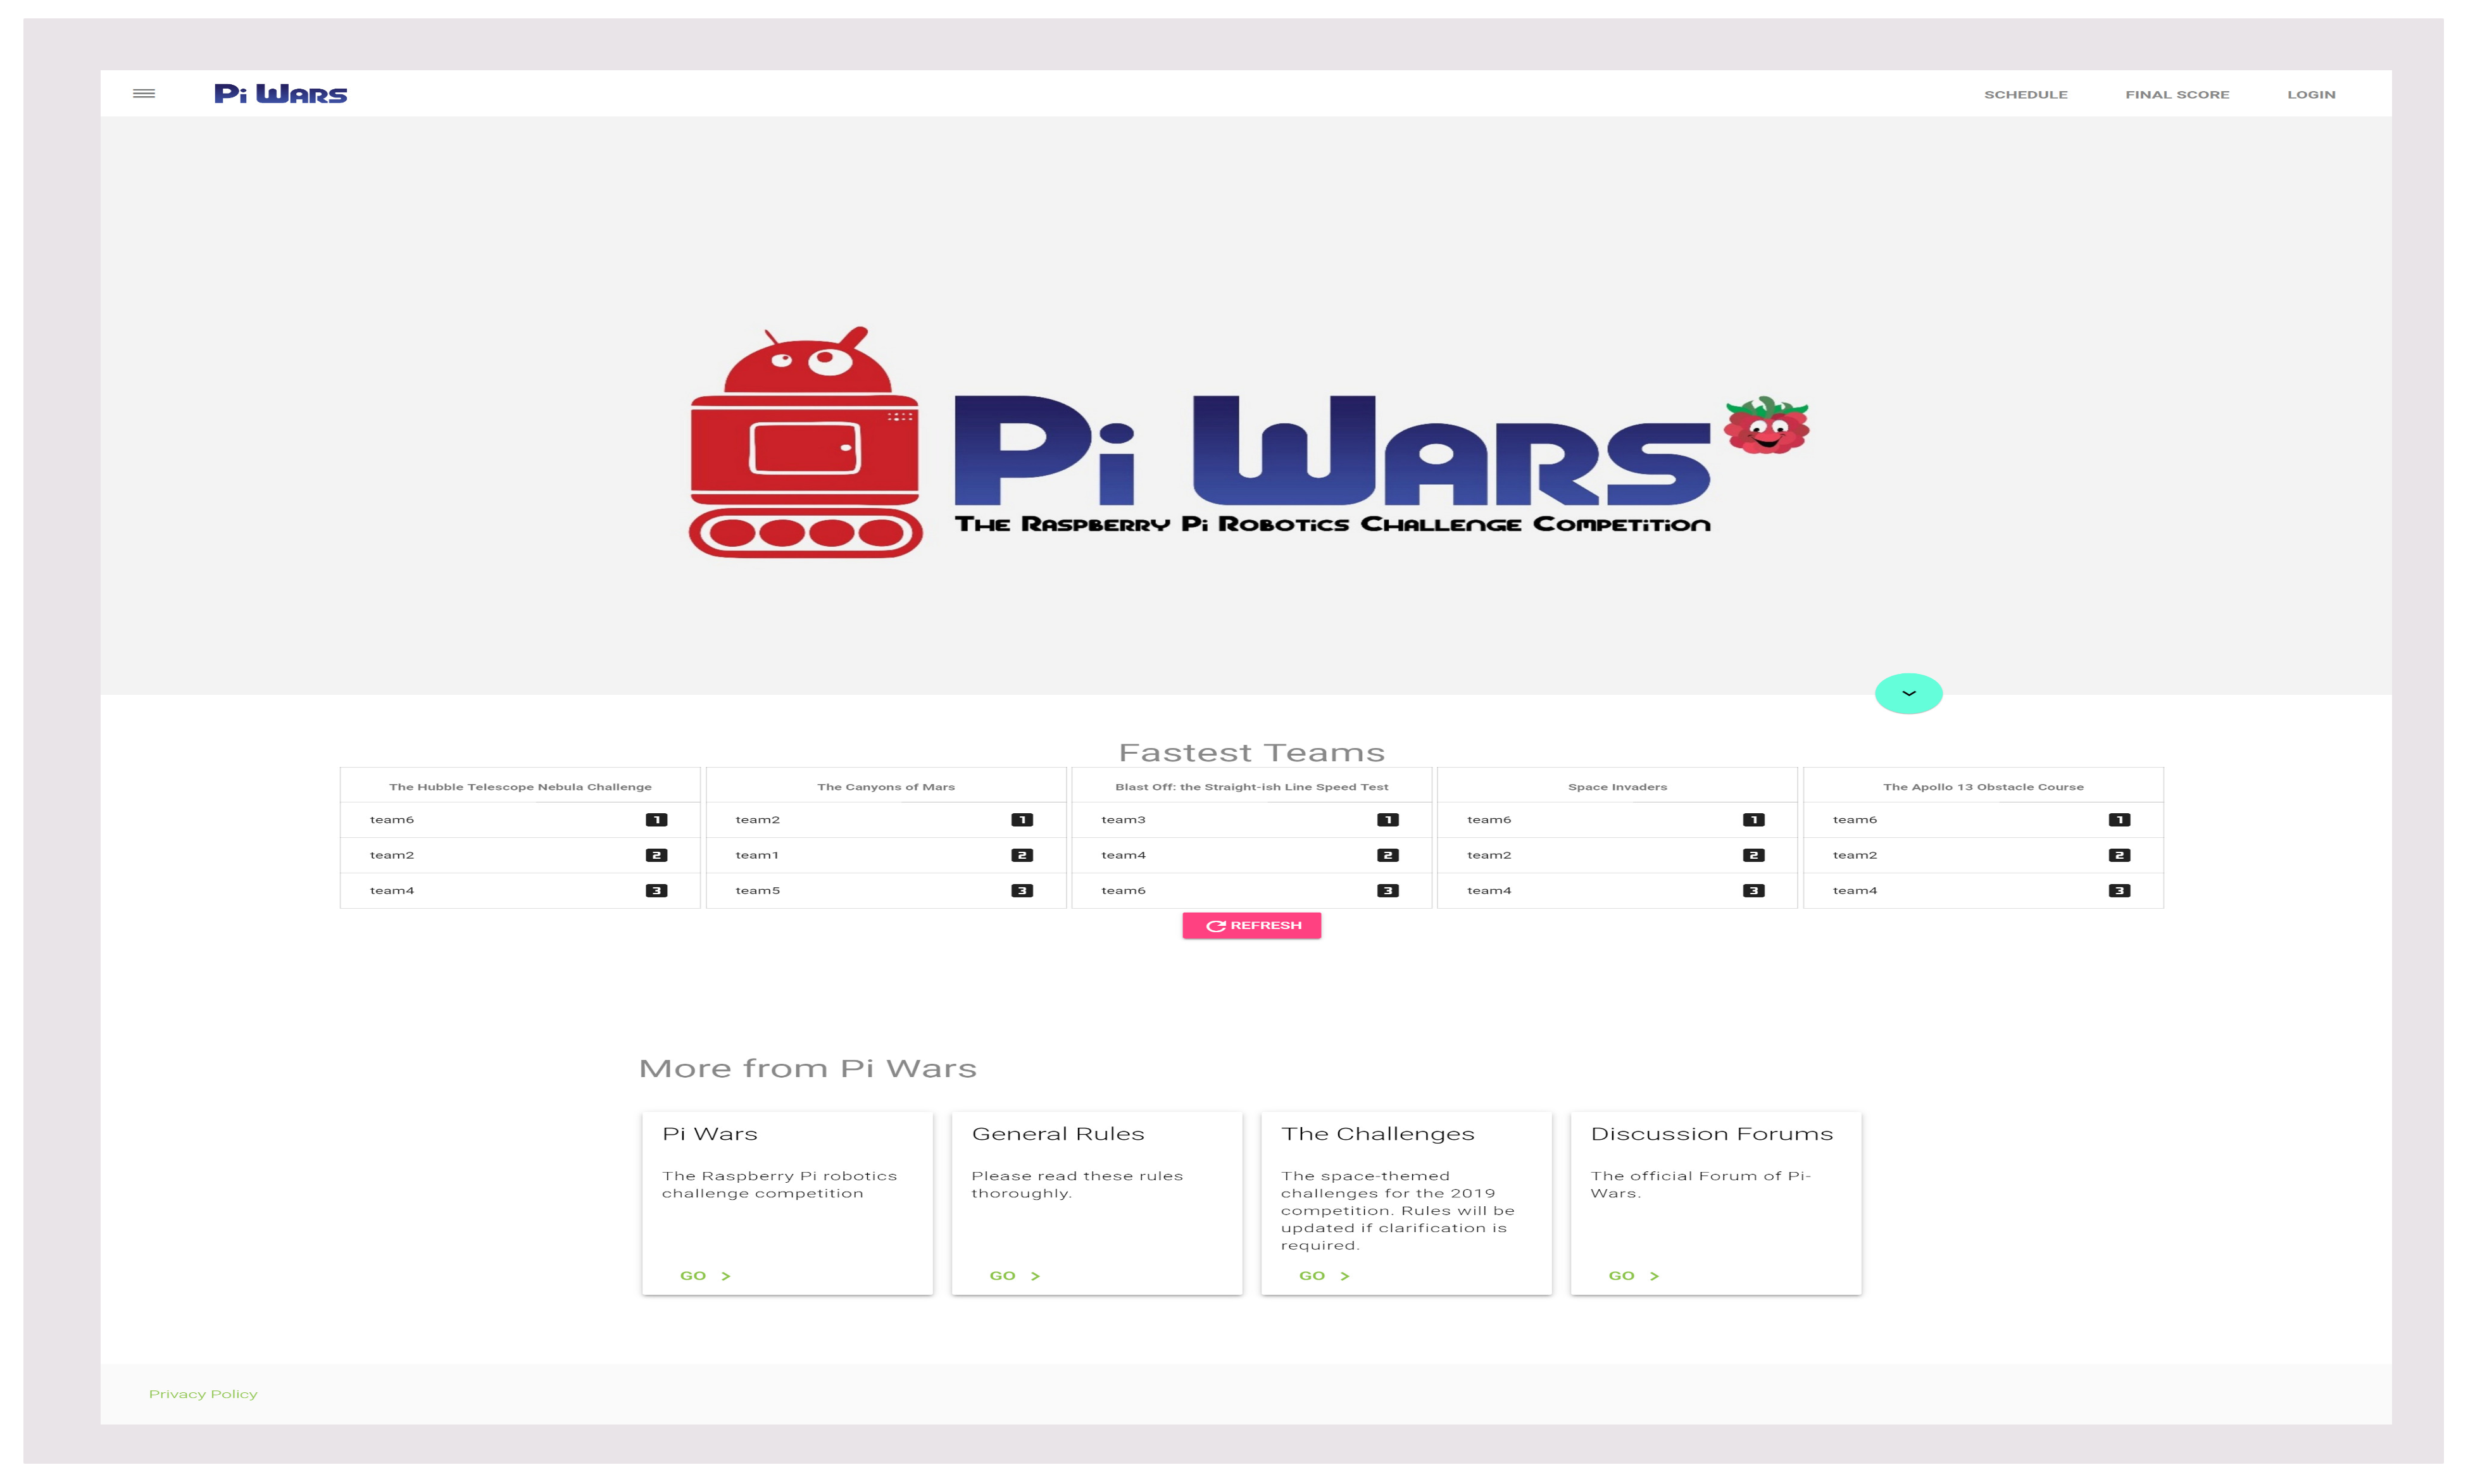 Pi Wars
SCHEDULE FINAL SCORE LOGIN
Pi Wars
The Raspberry Pi Robotics Challenge Competition
Fastest Teams
The Hubble Telescope Nebula Challenge
team6 1
team2 2
team4 3
The Canyons of Mars
team2 1
team1 2
team5 3
Blast Off: the Straight-ish Line Speed Test
team3 1
team4 2
team6 3
Space Invaders
team6 1
team2 2
team4 3
The Apollo 13 Obstacle Course
team6 1
team2 2
team4 3
REFRESH
More from Pi Wars
Pi Wars
The Raspberry Pi robotics
challenge competition
GO >
General Rules
Please read these rules
thoroughly.
GO >
The Challenges
The space-themed
challenges for the 2019
competition. Rules will be
updated if clarification is
required.
GO >
Discussion Forums
The official Forum of Pi-
Wars.
GO >
Privacy Policy